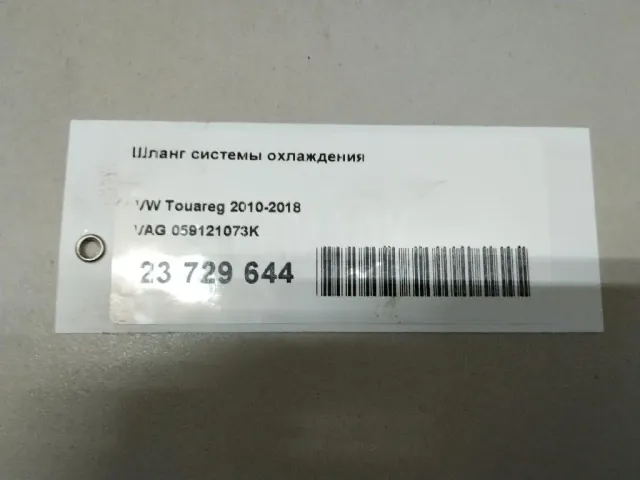 Шланг системы охлаждения
VW Touareg 2010-2018
VAG 059121073K
23 729 644